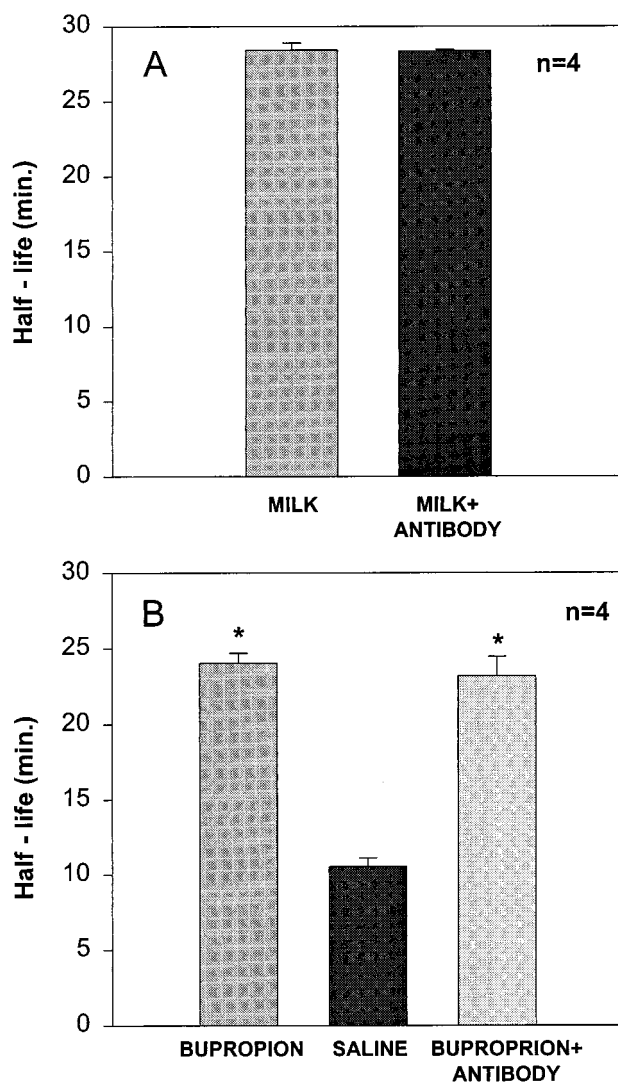 A
n=4
Half - life (min.)
30
25
20
15
10
5
0
MILK
MILK+
ANTIBODY
B
n=4
Half - life (min.)
30
25
20
15
10
5
0
*
*
BUPROPION
SALINE
BUPROPRION+
ANTIBODY